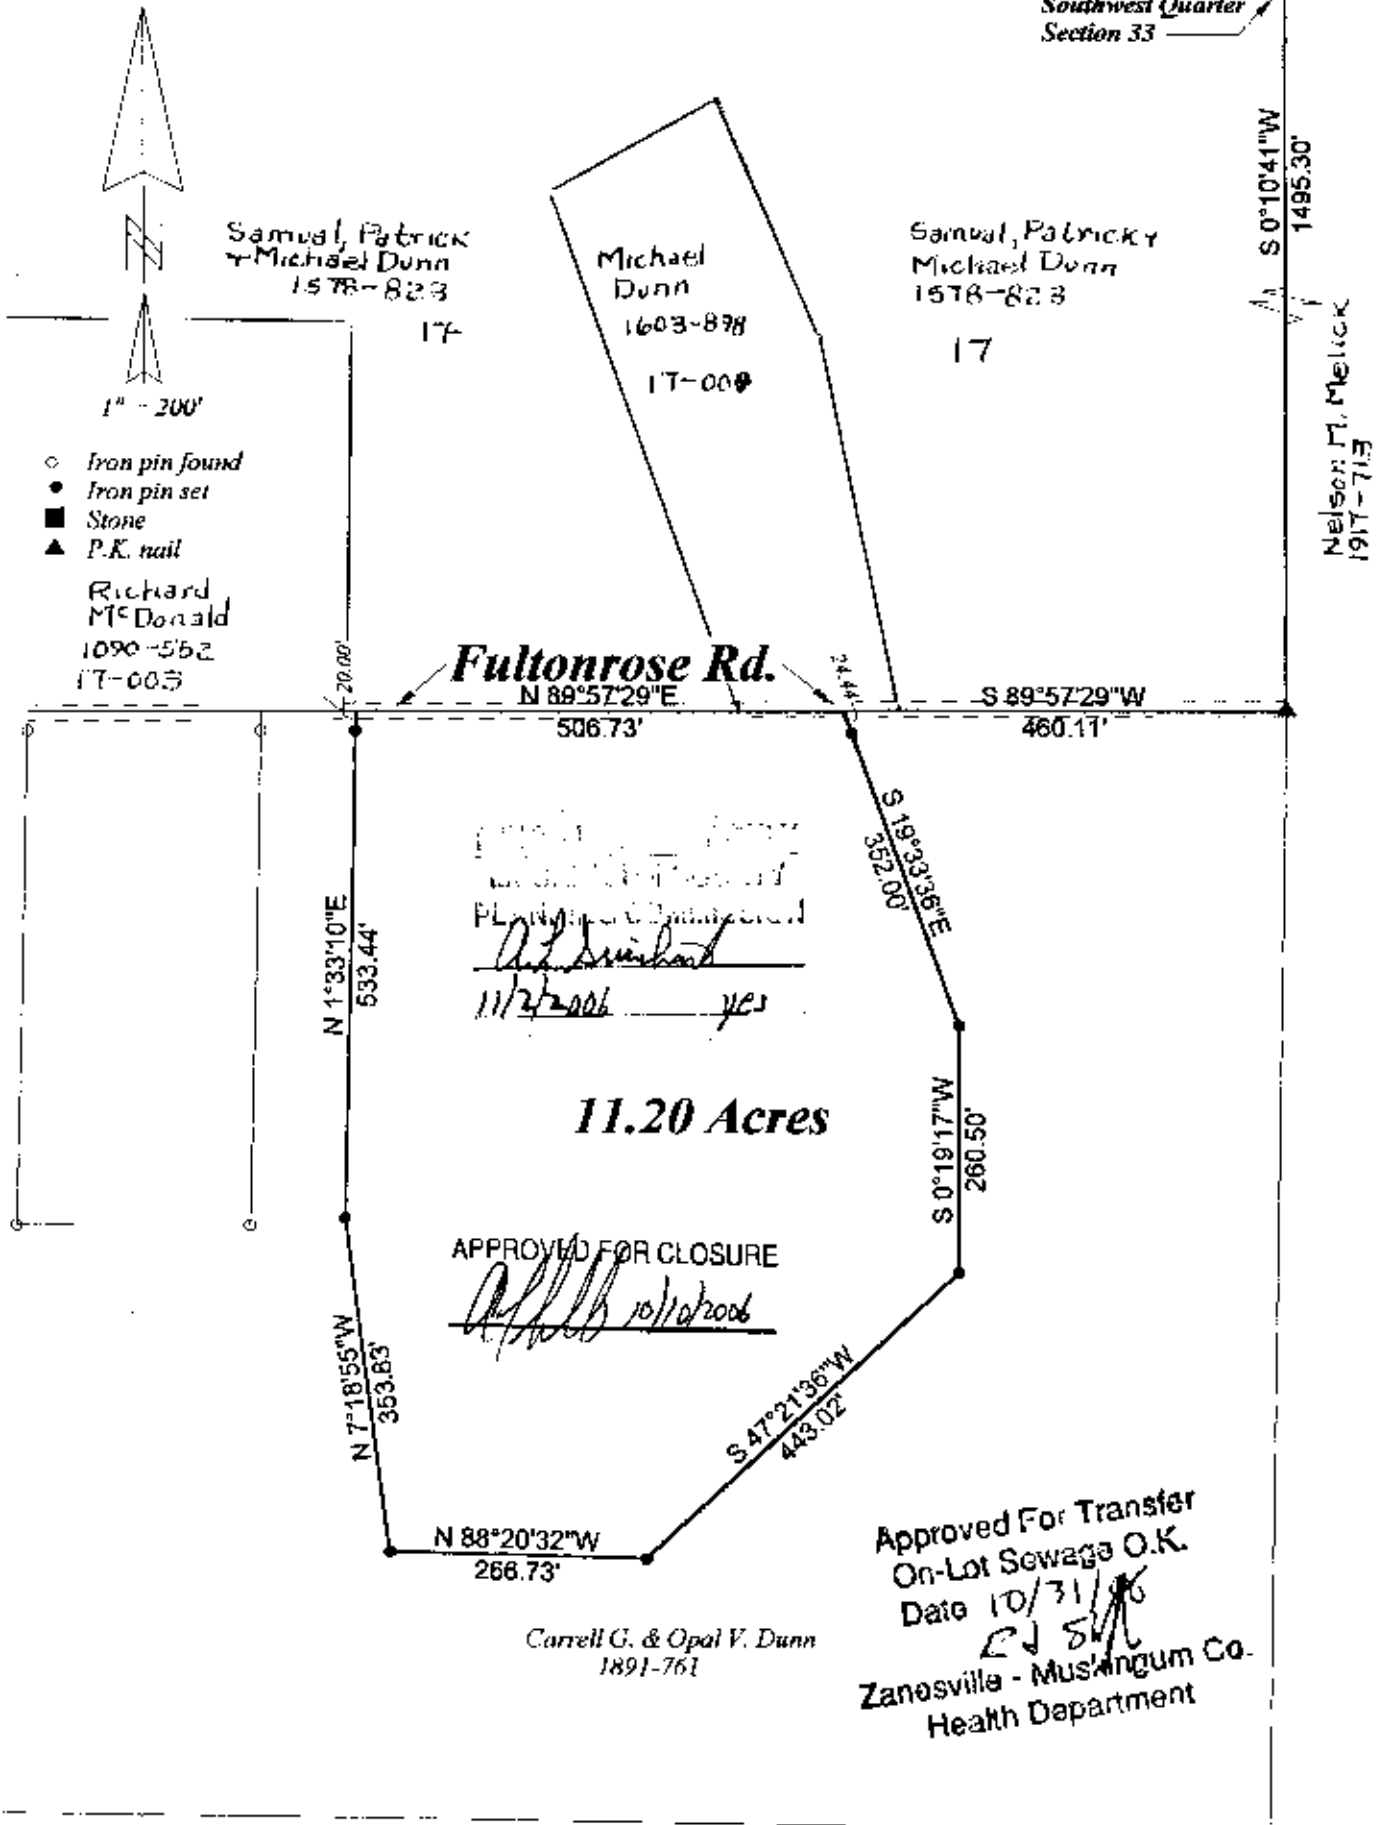 Southwest Quarter
Section 33
S 0°10'41"W
1495.30'
Samual, Patrick
+ Michael Dunn
1578-823
17
Michael
Dunn
1603-898
17-00
Samual, Patrick +
Michael Dunn
1578-823
17
Nelson M. Melick
1917-713
1" - 200'
Iron pin found
Iron pin set
Stone
P.K. nail
Richard
McDonald
1090-552
17-003
20.00'
Fultonrose Rd.
24.44'
N 89°57'29"E
506.73'
S 89°57'29"W
460.11'
S 19°33'36"E
352.00'
N 1°33'10"E
533.44'
PLANNING COMMISSION
11/2/2006 yes
11.20 Acres
S 0°19'17"W
260.50'
APPROVED FOR CLOSURE
10/10/2006
N 7°18'55"W
353.83'
S 47°21'36"W
443.02'
N 88°20'32"W
266.73'
Approved For Transfer
On-Lot Sewage O.K.
Date 10/31/06
Zanesville - Muskingum Co.
Health Department
Carrell G. & Opal V. Dunn
1891-761